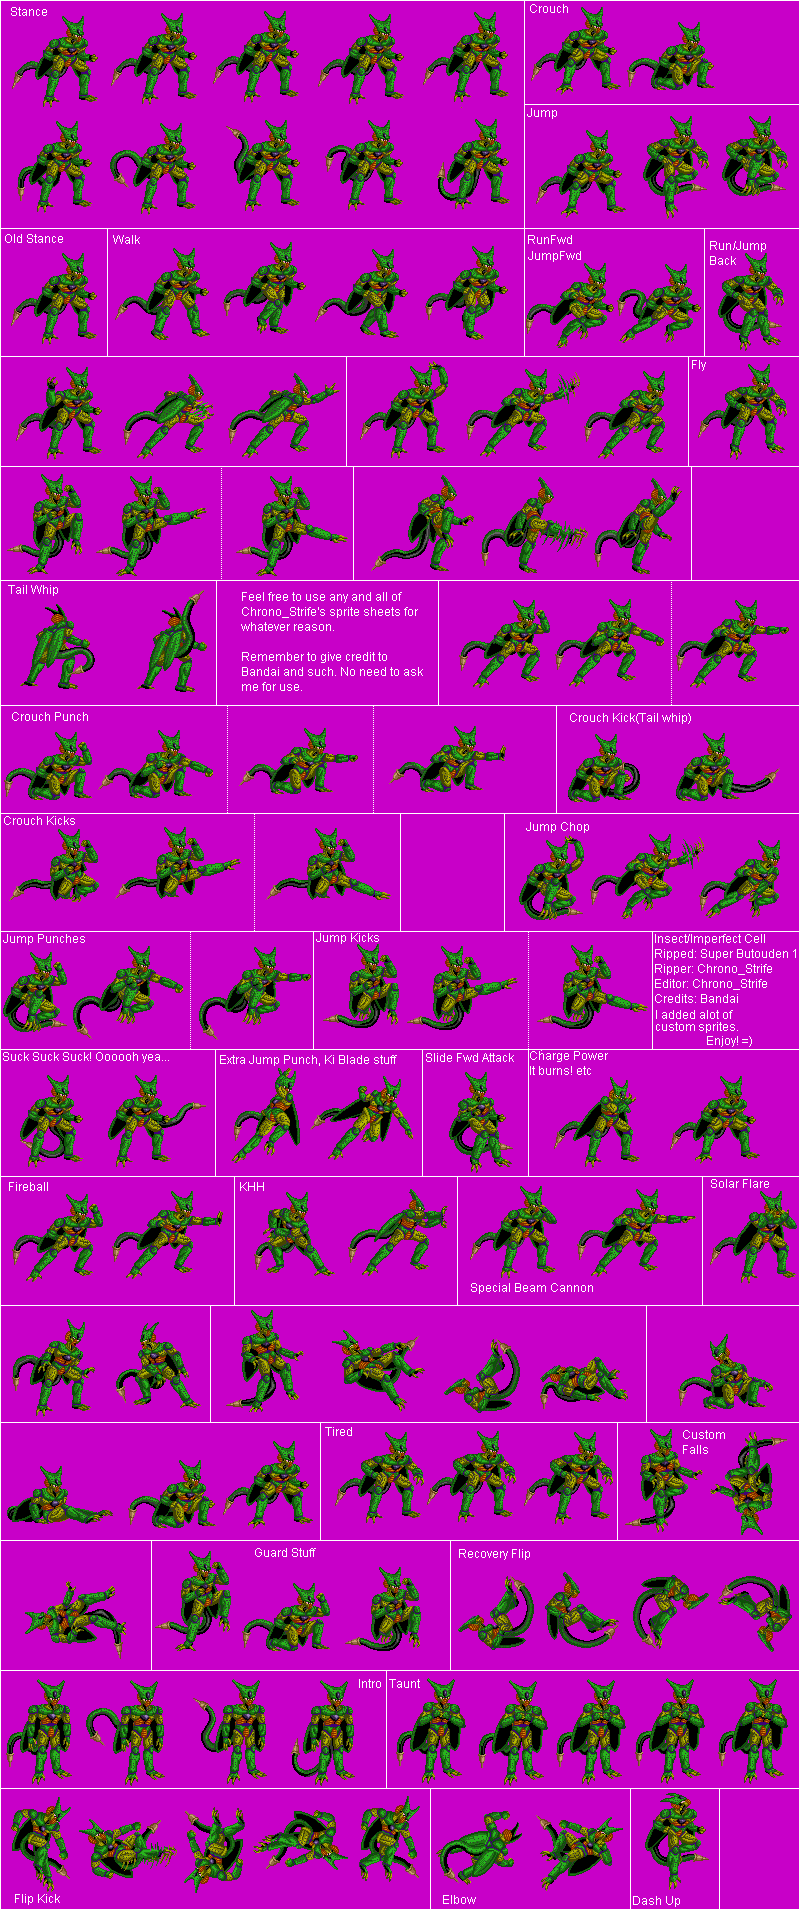 Stance
Crouch
Jump
Old Stance
Walk
RunFwd
JumpFwd
Run/Jump
Back
Fly
Tail Whip
Feel free to use any and all of
Chrono_Strife's sprite sheets for
whatever reason.
Remember to give credit to
Bandai and such. No need to ask
me for use.
Crouch Punch
Crouch Kick(Tail whip)
Crouch Kicks
Jump Chop
Jump Punches
Jump Kicks
Insect/Imperfect Cell
Ripped: Super Butouden 1
Ripper: Chrono_Strife
Editor: Chrono_Strife
Credits: Bandai
I added alot of
custom sprites.
Enjoy! =)
Suck Suck Suck! Oooooh yea...
Extra Jump Punch, Ki Blade stuff
Slide Fwd Attack
Charge Power
It burns! etc
Fireball
KHH
Special Beam Cannon
Solar Flare
Tired
Custom
Falls
Guard Stuff
Recovery Flip
Intro
Taunt
Flip Kick
Elbow
Dash Up